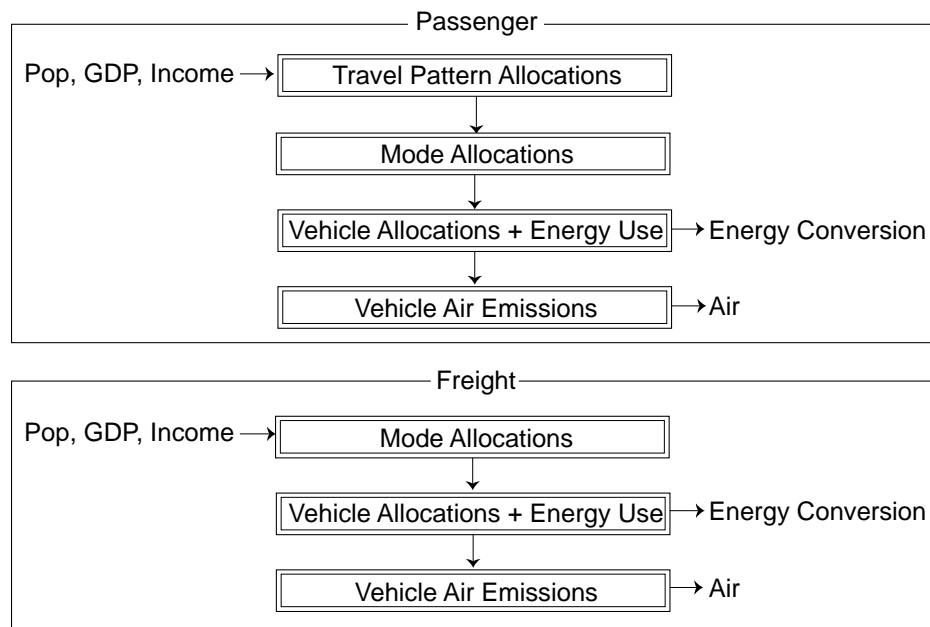 Passenger
Pop, GDP, Income
Travel Pattern Allocations
Mode Allocations
Vehicle Allocations + Energy Use
Energy Conversion
Vehicle Air Emissions
Air
Freight
Pop, GDP, Income
Mode Allocations
Vehicle Allocations + Energy Use
Energy Conversion
Vehicle Air Emissions
Air